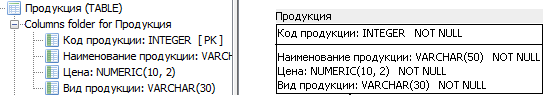 Продукция (TABLE)
Columns folder for Продукция
Код продукции: INTEGER [ PK ]
Наименование продукции: VARCH
Цена: NUMERIC(10, 2)
Вид продукции: VARCHAR(30)
Продукция
Код продукции: INTEGER NOT NULL
Наименование продукции: VARCHAR(50) NOT NULL
Цена: NUMERIC(10, 2) NOT NULL
Вид продукции: VARCHAR(30) NOT NULL